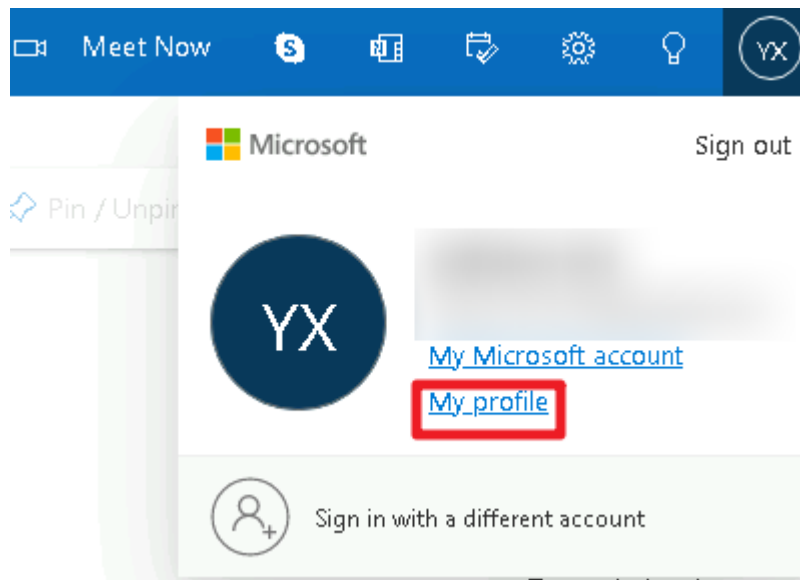 Meet Now
S
N
YX
Microsoft
Sign out
Pin / Unpin
YX
My Microsoft account
My profile
Sign in with a different account